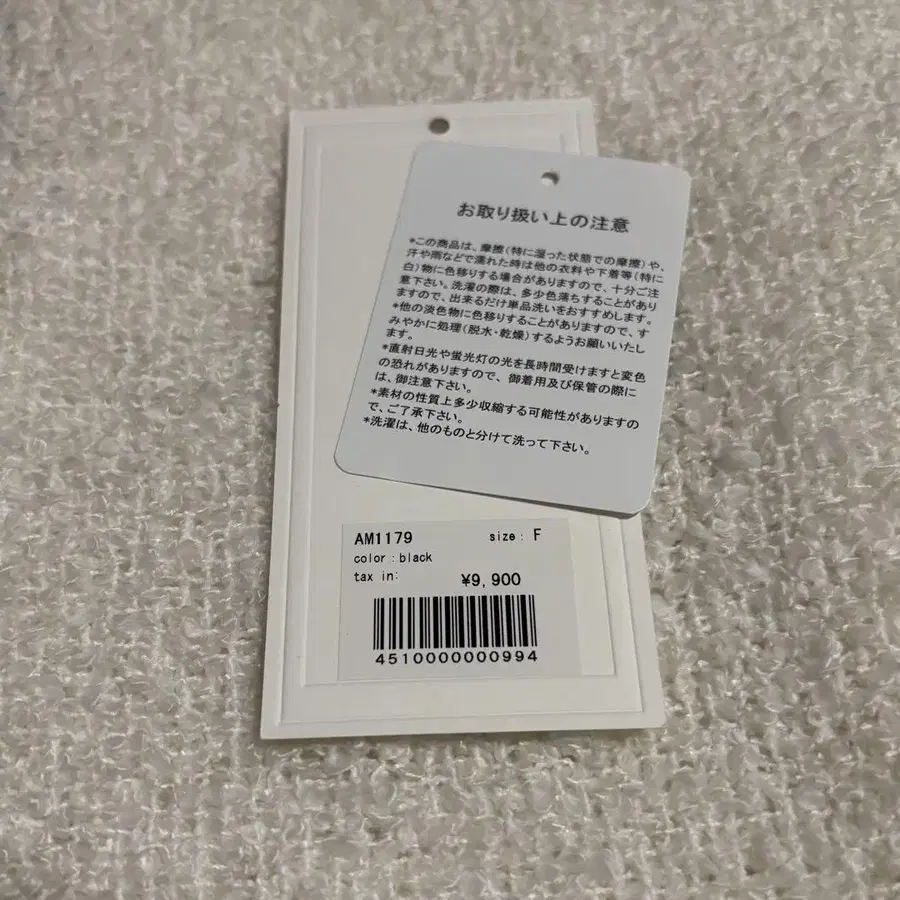 お取り扱い上の注意
*この商品は、摩擦(特に湿った状態での摩擦)や、
汗や雨などで濡れた時は他の衣料や下着等(特に
白)物に色移りする場合がありますので、十分ご注
意下さい。洗濯の際は、多少色落ちすることがあり
ますので、出来るだけ単品洗いをおすすめします。
*他の淡色物に色移りすることがありますので、す
みやかに処理(脱水・乾燥)するようお願いいたし
ます。
*直射日光や蛍光灯の光を長時間受けますと変色
の恐れがありますので、御着用及び保管の際に
は、御注意下さい。
*素材の性質上多少収縮する可能性がありますの
で、ご了承下さい。
*洗濯は、他のものと分けて洗って下さい。
AM1179 size: F
color:black
tax in: ¥9,900
4510000000994